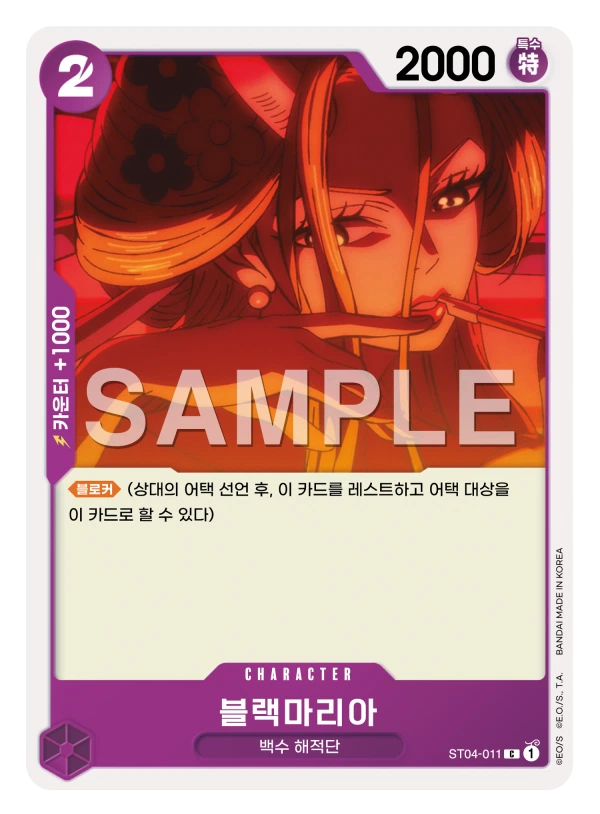 2
2000
특수
特
⚡카운터 +1000
SAMPLE
블로커 (상대의 어택 선언 후, 이 카드를 레스트하고 어택 대상을
이 카드로 할 수 있다)
CHARACTER
블랙마리아
백수 해적단
ST04-011 C 1
©EO/S ©E.O./S., T.A. BANDAI MADE IN KOREA